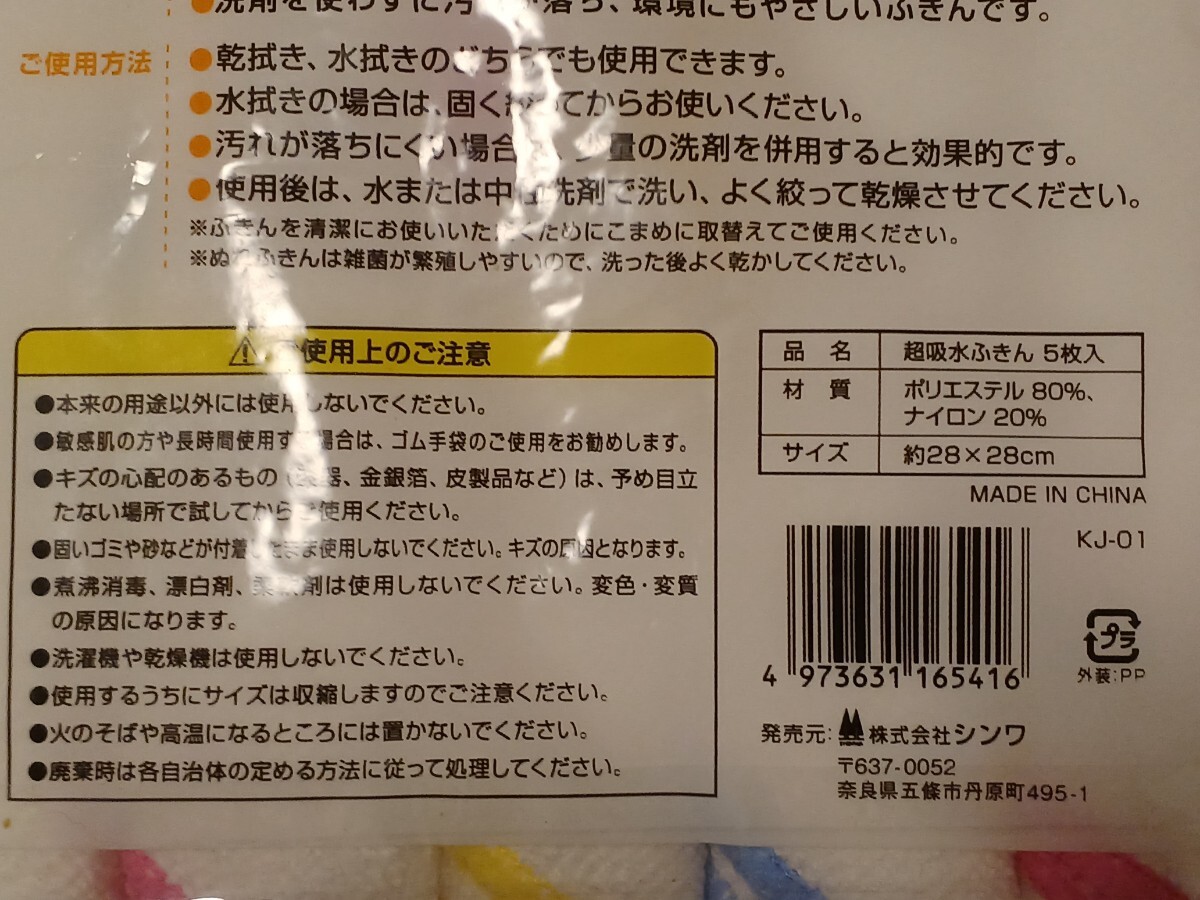 ●洗剤を使わずに汚れが落ち、環境にもやさしいふきんです。
ご使用方法
●乾拭き、水拭きのどちらでも使用できます。
●水拭きの場合は、固く絞ってからお使いください。
●汚れが落ちにくい場合は、少量の洗剤を併用すると効果的です。
●使用後は、水または中性洗剤で洗い、よく絞って乾燥させてください。
※ふきんを清潔にお使いいただくためにこまめに取替えてご使用ください。
※ぬれふきんは雑菌が繁殖しやすいので、洗った後よく乾かしてください。
⚠ご使用上のご注意
●本来の用途以外には使用しないでください。
●敏感肌の方や長時間使用する場合は、ゴム手袋のご使用をお勧めします。
●キズの心配のあるもの(漆器、金銀箔、皮製品など)は、予め目立
たない場所で試してからご使用ください。
●固いゴミや砂などが付着したまま使用しないでください。キズの原因となります。
●煮沸消毒、漂白剤、柔軟剤は使用しないでください。変色・変質
の原因になります。
●洗濯機や乾燥機は使用しないでください。
●使用するうちにサイズは収縮しますのでご注意ください。
●火のそばや高温になるところには置かないでください。
●廃棄時は各自治体の定める方法に従って処理してください。
品名 超吸水ふきん 5枚入
材質 ポリエステル 80%、
ナイロン 20%
サイズ 約28×28cm
MADE IN CHINA
KJ-01
4 973631 165416
プラ
外装:PP
発売元: 株式会社シンワ
〒637-0052
奈良県五條市丹原町495-1